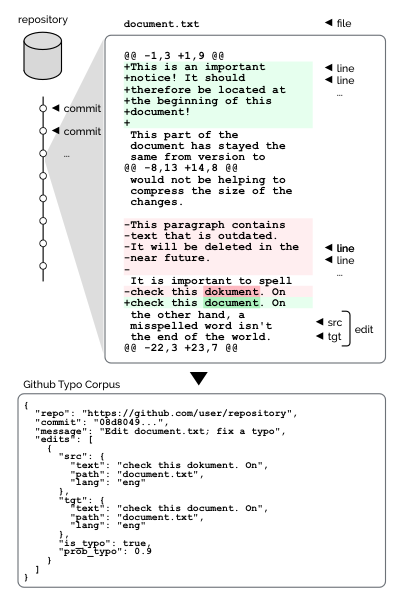 repository
document.txt
file
@@ -1,3 +1,9 @@
+This is an important
+notice! It should
+therefore be located at
+the beginning of this
+document!
+
This part of the
document has stayed the
same from version to
@@ -8,13 +14,8 @@
would not be helping to
compress the size of the
changes.
-This paragraph contains
-text that is outdated.
-It will be deleted in the
-near future.
-
It is important to spell
-check this dokument. On
+check this document. On
the other hand, a
misspelled word isn't
the end of the world.
@@ -22,3 +23,7 @@
line
line
...
line
line
...
src
tgt
edit
commit
commit
...
Github Typo Corpus
{
"repo": "https://github.com/user/repository",
"commit": "08d8049...",
"message": "Edit document.txt; fix a typo",
"edits": [
{
"src": {
"text": "check this dokument. On",
"path": "document.txt",
"lang": "eng"
},
"tgt": {
"text": "check this document. On",
"path": "document.txt",
"lang": "eng"
},
"is_typo": true,
"prob_typo": 0.9
}
]
}